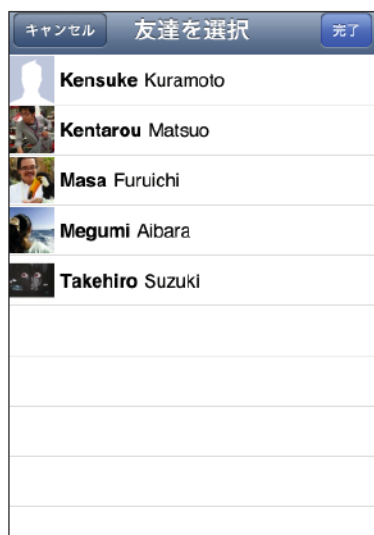 キャンセル 友達を選択 完了
Kensuke Kuramoto
Kentarou Matsuo
Masa Furuichi
Megumi Aibara
Takehiro Suzuki